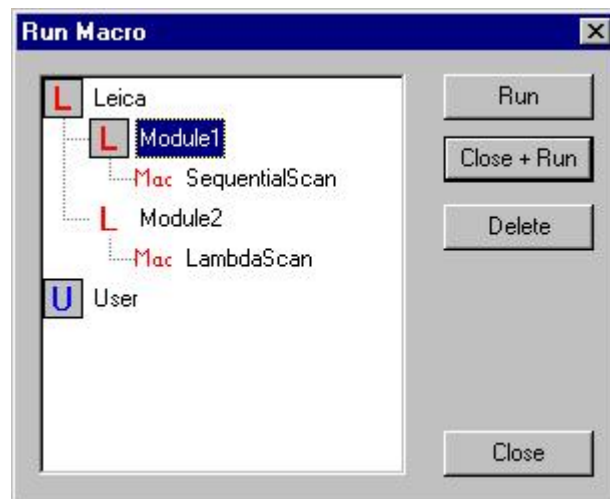 Run Macro
L Leica
L Module1
Mac SequentialScan
L Module2
Mac LambdaScan
U User
Run
Close + Run
Delete
Close